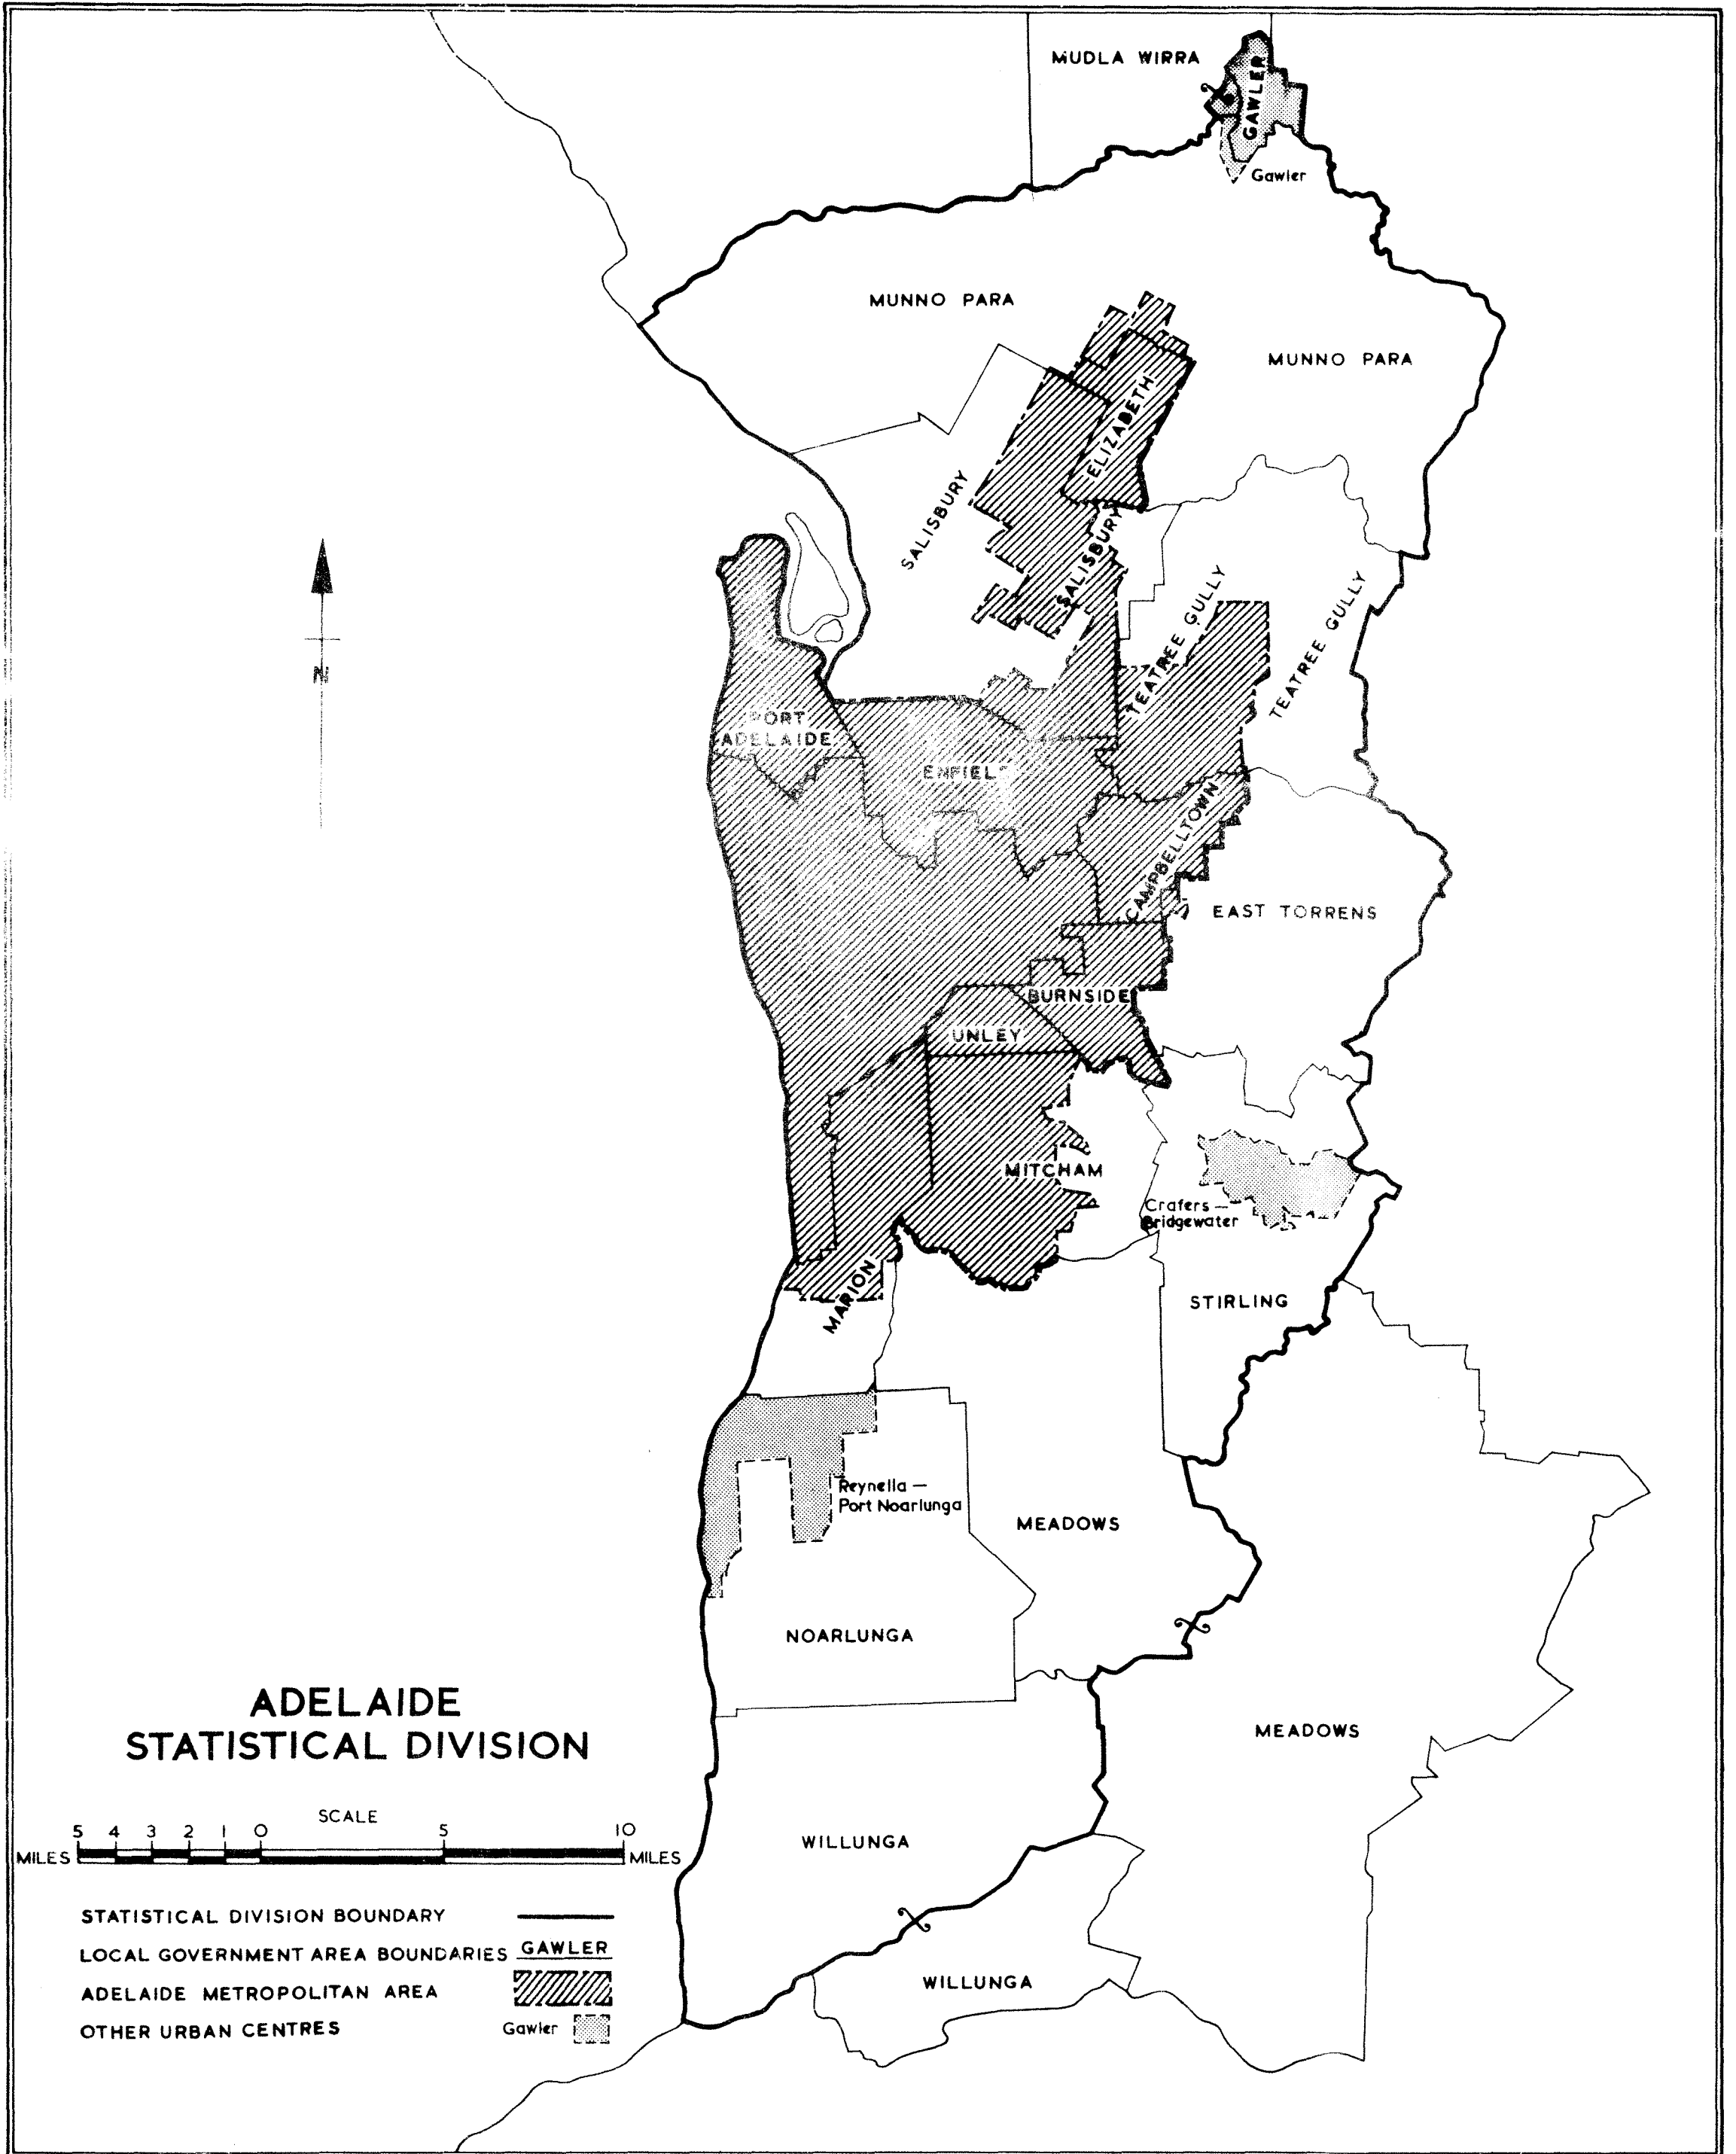 MUDLA WIRRA
GAWLER
Gawler
MUNNO PARA
MUNNO PARA
ELIZABETH
SALISBURY
SALISBURY
TEATREE GULLY
TEATREE GULLY
N
PORT
ADELAIDE
ENFIELD
CAMPBELLTOWN
EAST TORRENS
BURNSIDE
UNLEY
MITCHAM
Crafers —
Bridgewater
MARION
STIRLING
Reynella —
Port Noarlunga
MEADOWS
NOARLUNGA
ADELAIDE
STATISTICAL DIVISION
MEADOWS
SCALE
5 4 3 2 1 0 5 10
MILES MILES
WILLUNGA
STATISTICAL DIVISION BOUNDARY
LOCAL GOVERNMENT AREA BOUNDARIES GAWLER
ADELAIDE METROPOLITAN AREA
WILLUNGA
OTHER URBAN CENTRES Gawler